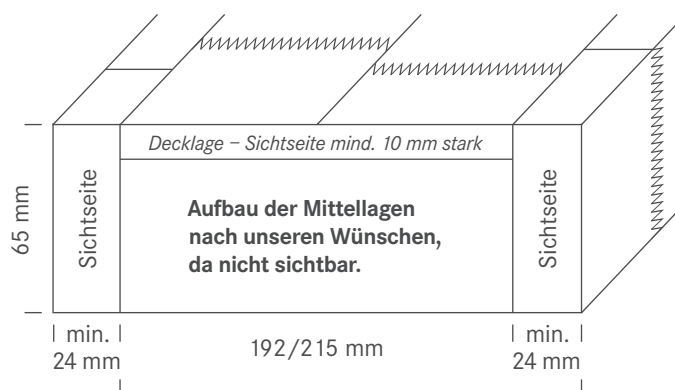 Decklage – Sichtseite mind. 10 mm stark
65 mm
Sichtseite
Aufbau der Mittellagen
nach unseren Wünschen,
da nicht sichtbar.
Sichtseite
min.
24 mm
192/215 mm
min.
24 mm